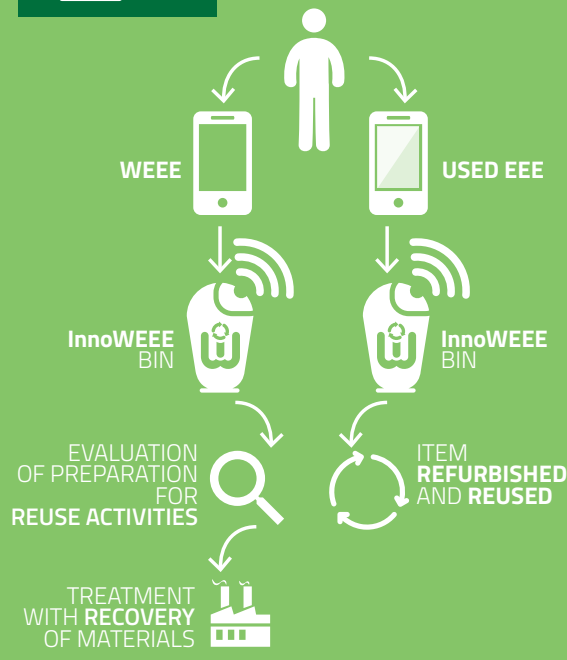 WEEE
USED EEE
InnoWEEE
BIN
InnoWEEE
BIN
EVALUATION
OF PREPARATION
FOR
REUSE ACTIVITIES
ITEM
REFURBISHED
AND REUSED
TREATMENT
WITH RECOVERY
OF MATERIALS